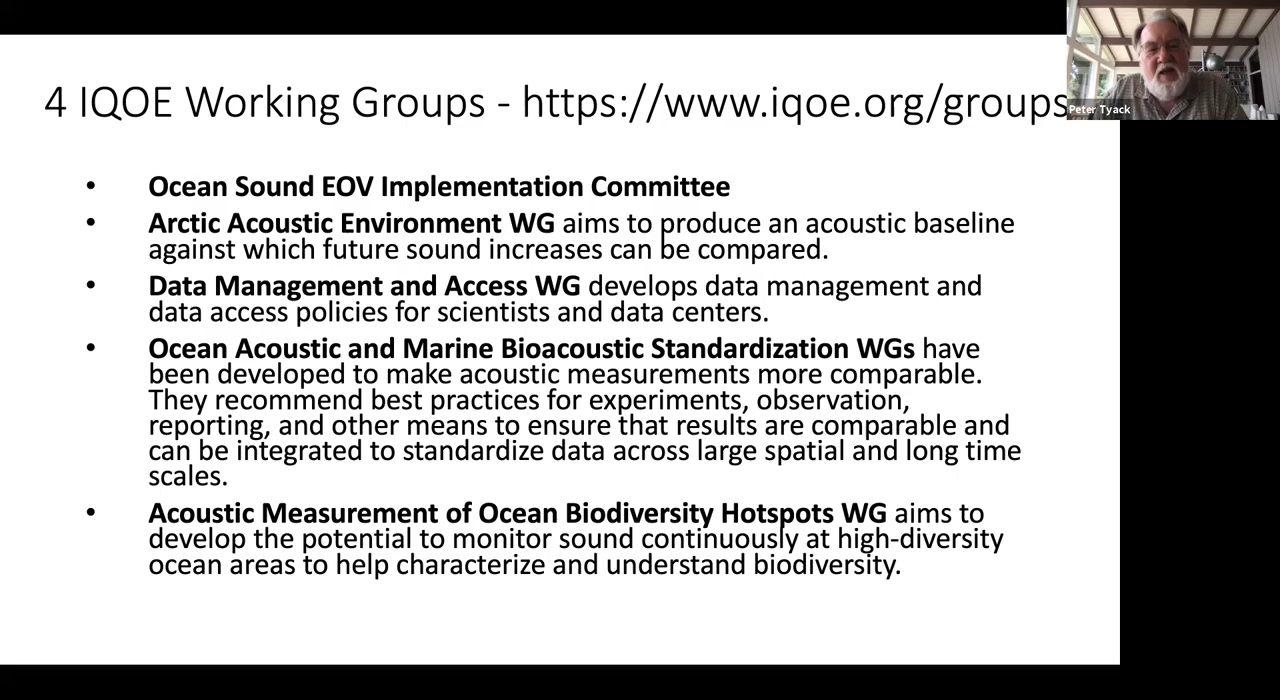 4 IQOE Working Groups - https://www.iqoe.org/groups
Peter Tyack
• Ocean Sound EOV Implementation Committee
• Arctic Acoustic Environment WG aims to produce an acoustic baseline
against which future sound increases can be compared.
• Data Management and Access WG develops data management and
data access policies for scientists and data centers.
• Ocean Acoustic and Marine Bioacoustic Standardization WGs have
been developed to make acoustic measurements more comparable.
They recommend best practices for experiments, observation,
reporting, and other means to ensure that results are comparable and
can be integrated to standardize data across large spatial and long time
scales.
• Acoustic Measurement of Ocean Biodiversity Hotspots WG aims to
develop the potential to monitor sound continuously at high-diversity
ocean areas to help characterize and understand biodiversity.